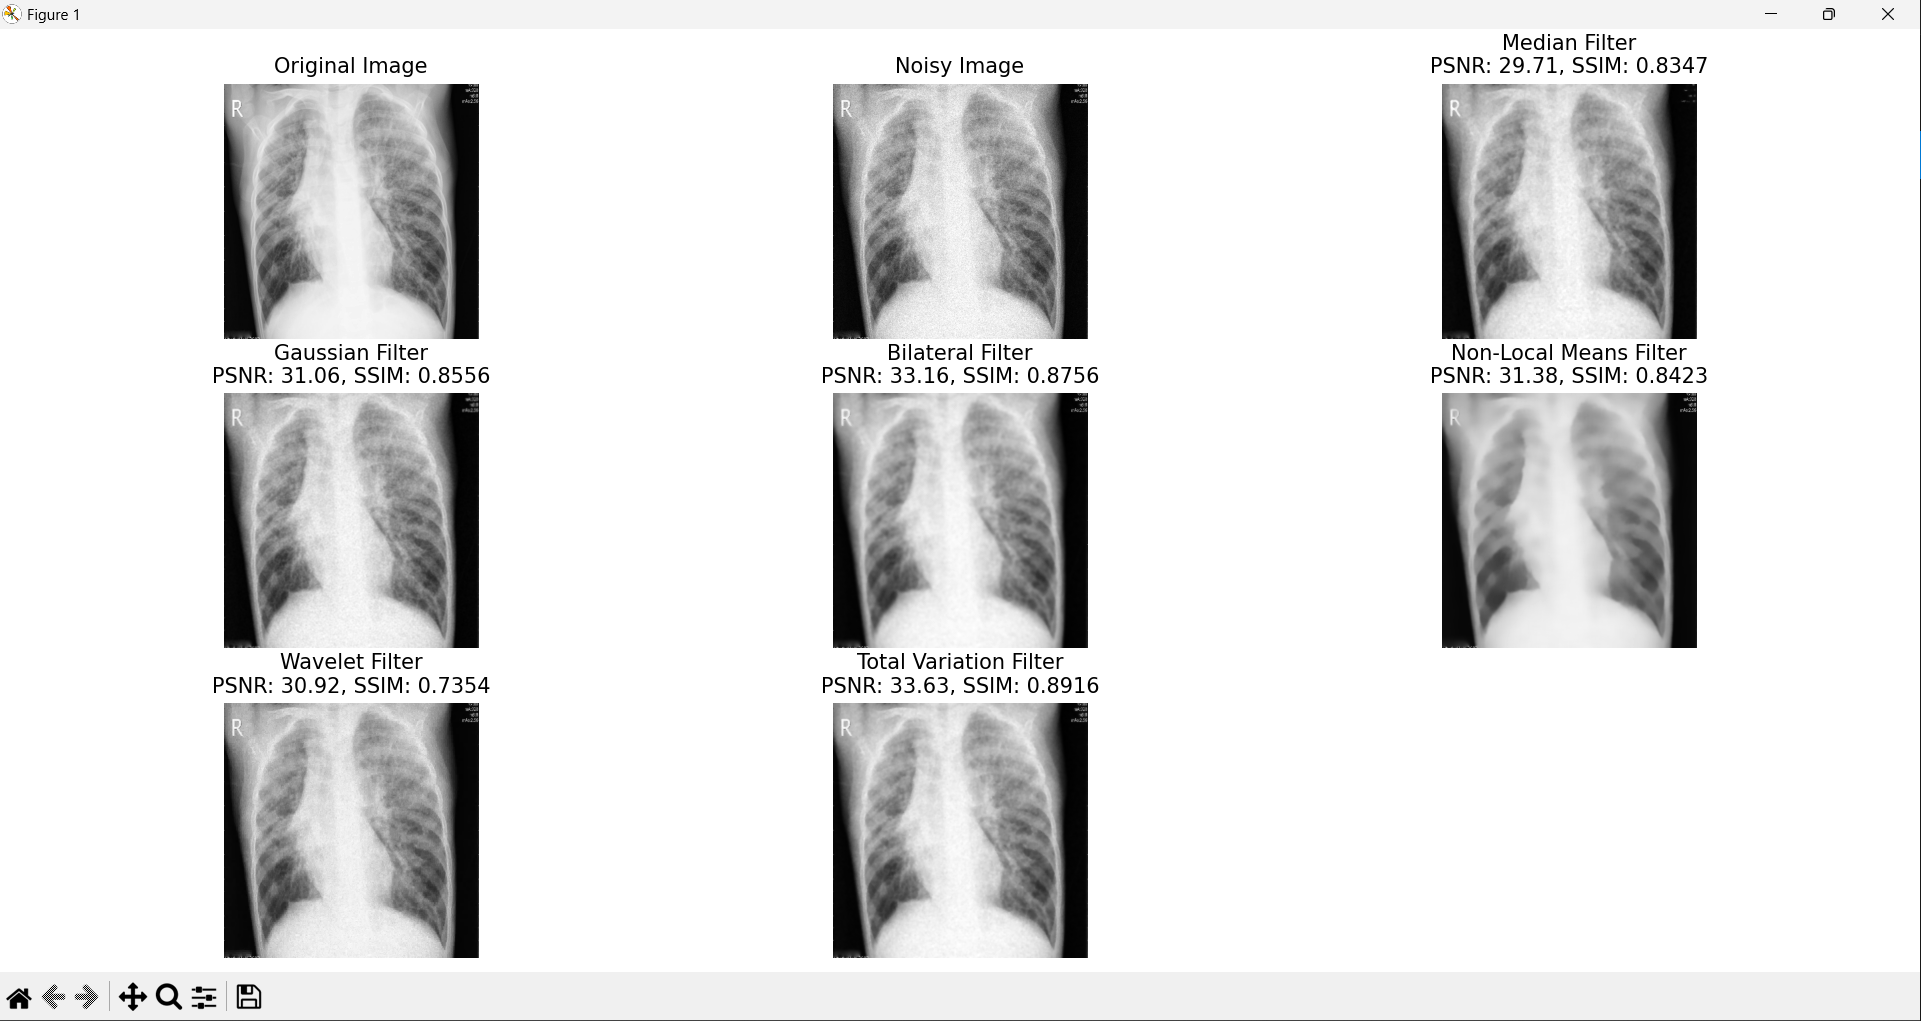 Figure 1
Original Image
R
Noisy Image
R
Median Filter
PSNR: 29.71, SSIM: 0.8347
R
Gaussian Filter
PSNR: 31.06, SSIM: 0.8556
R
Bilateral Filter
PSNR: 33.16, SSIM: 0.8756
R
Non-Local Means Filter
PSNR: 31.38, SSIM: 0.8423
R
Wavelet Filter
PSNR: 30.92, SSIM: 0.7354
R
Total Variation Filter
PSNR: 33.63, SSIM: 0.8916
R